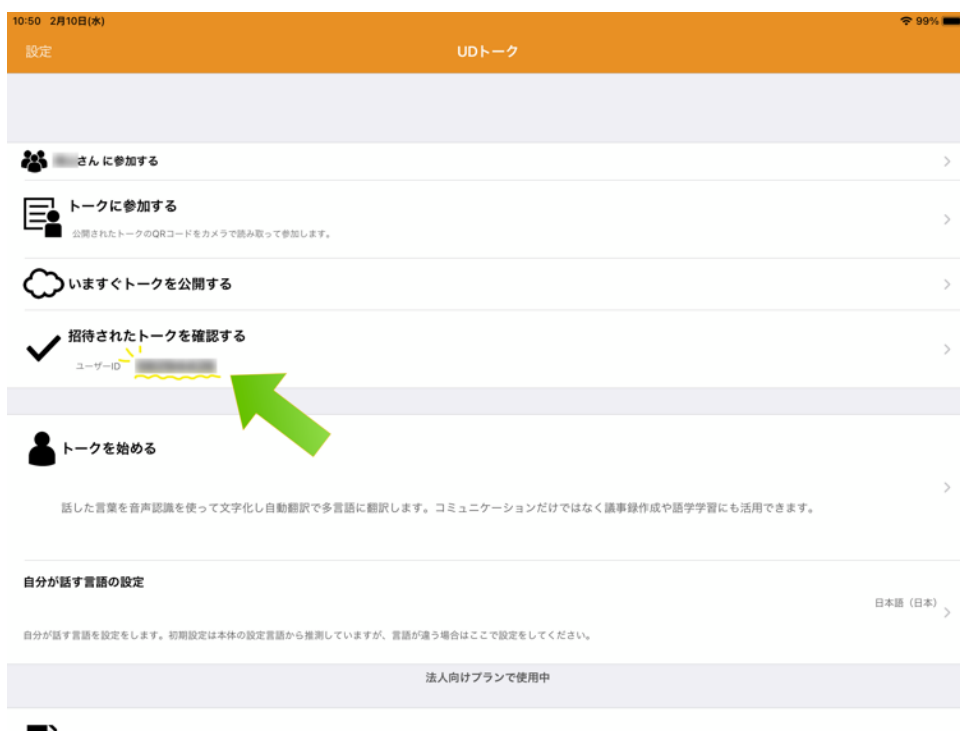 10:50 2月10日(水)
99%
設定
UDトーク
さん に参加する
トークに参加する
公開されたトークのQRコードをカメラで読み取って参加します。
いますぐトークを公開する
招待されたトークを確認する
ユーザーID
トークを始める
話した言葉を音声認識を使って文字化し自動翻訳で多言語に翻訳します。コミュニケーションだけではなく議事録作成や語学学習にも活用できます。
自分が話す言語の設定
日本語（日本）
自分が話す言語を設定をします。初期設定は本体の設定言語から推測していますが、言語が違う場合はここで設定をしてください。
法人向けプランで使用中